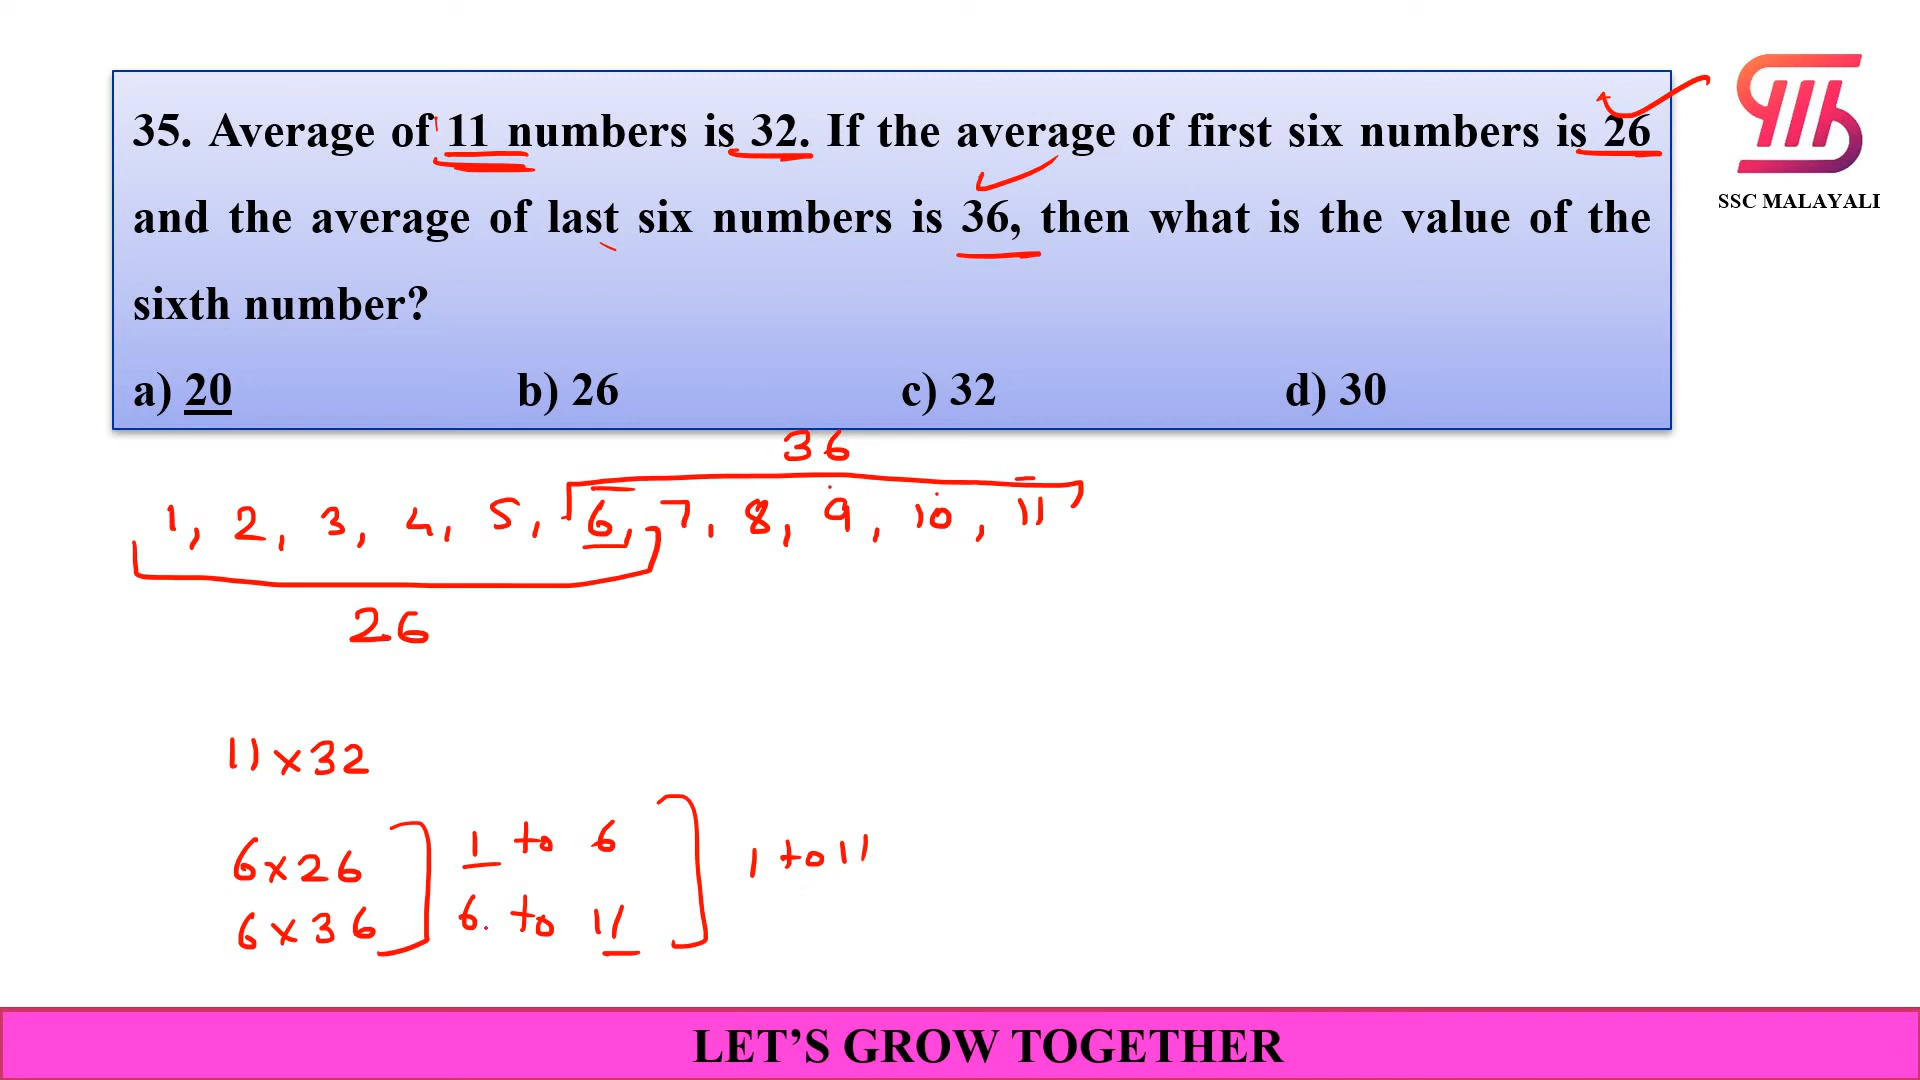 35. Average of 11 numbers is 32. If the average of first six numbers is 26
and the average of last six numbers is 36, then what is the value of the
sixth number?
a) 20 b) 26 c) 32 d) 30
SSC MALAYALI
36
1, 2, 3, 4, 5, 6, 7, 8, 9, 10, 11
26
11 x 32
6 x 26 1 to 6
6 x 36 6 to 11
1 to 11
LET’S GROW TOGETHER